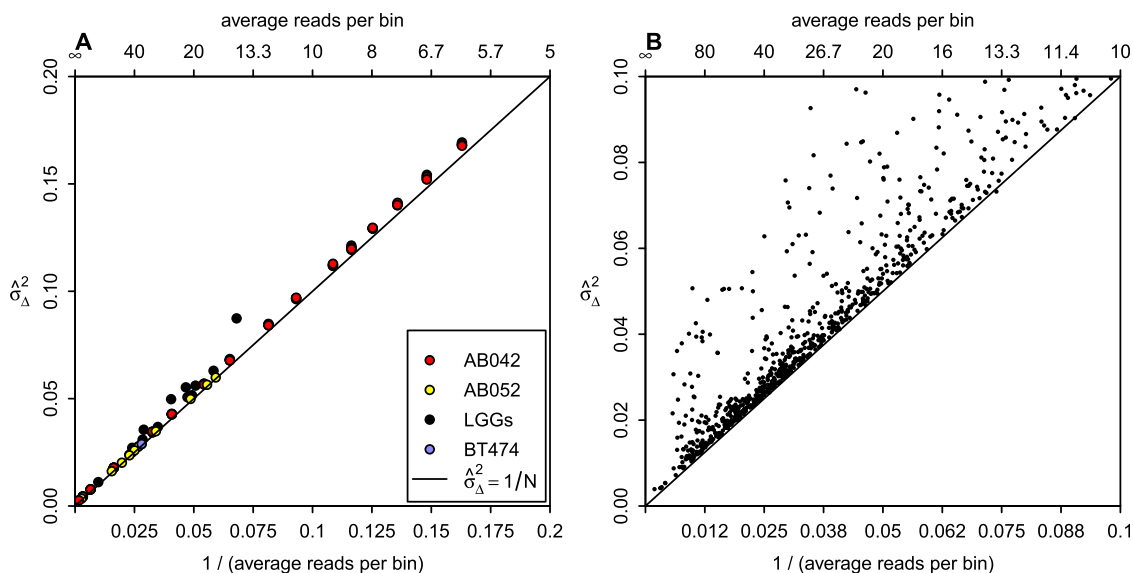 average reads per bin
A
∞ 40 20 13.3 10 8 6.7 5.7 5
0.20
0.15
0.10
0.05
0.00
σ̂Δ²
AB042
AB052
LGGs
BT474
σ̂Δ² = 1/N
0 0.025 0.05 0.075 0.1 0.125 0.15 0.175 0.2
1 / (average reads per bin)
average reads per bin
B
∞ 80 40 26.7 20 16 13.3 11.4 10
0.10
0.08
0.06
0.04
0.02
0.00
σ̂Δ²
0.012 0.025 0.038 0.05 0.062 0.075 0.088 0.1
1 / (average reads per bin)